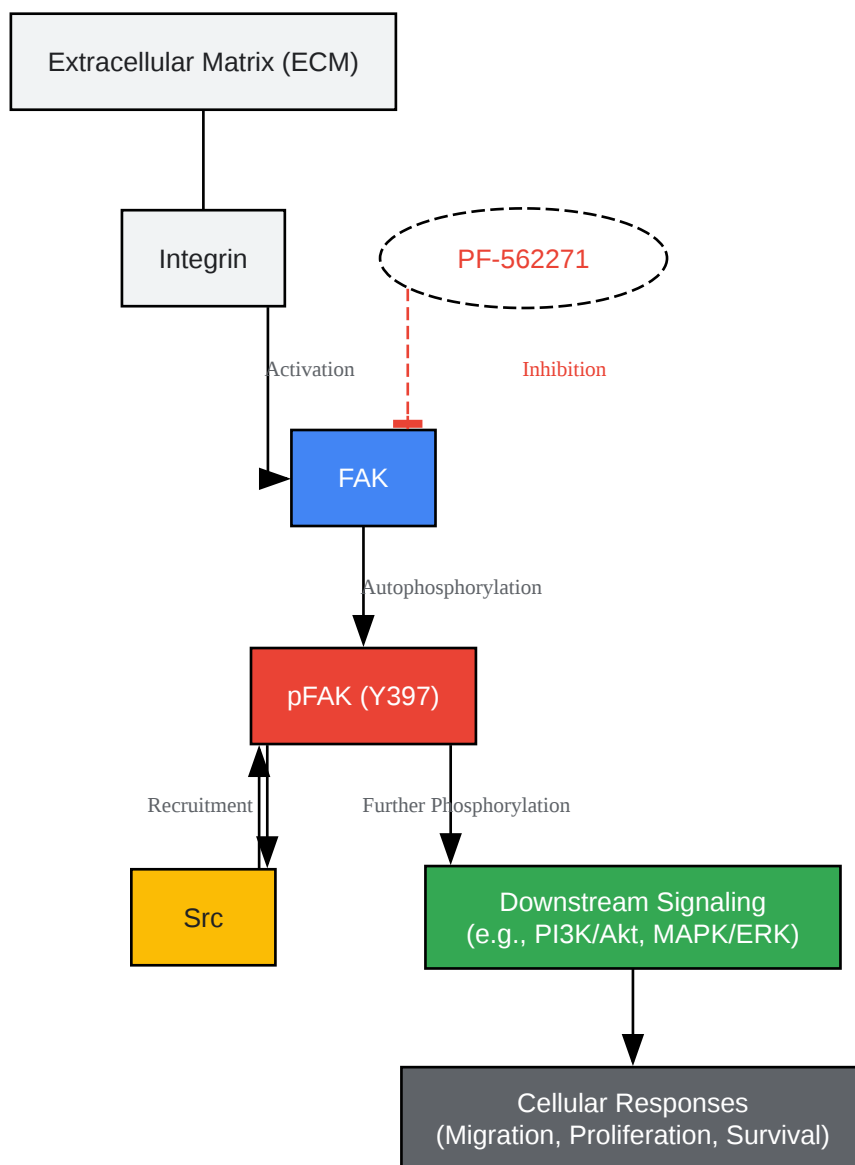 Extracellular Matrix (ECM)
Integrin
PF-562271
Activation
Inhibition
FAK
Autophosphorylation
pFAK (Y397)
Recruitment
Further Phosphorylation
Src
Downstream Signaling
(e.g., PI3K/Akt, MAPK/ERK)
Cellular Responses
(Migration, Proliferation, Survival)